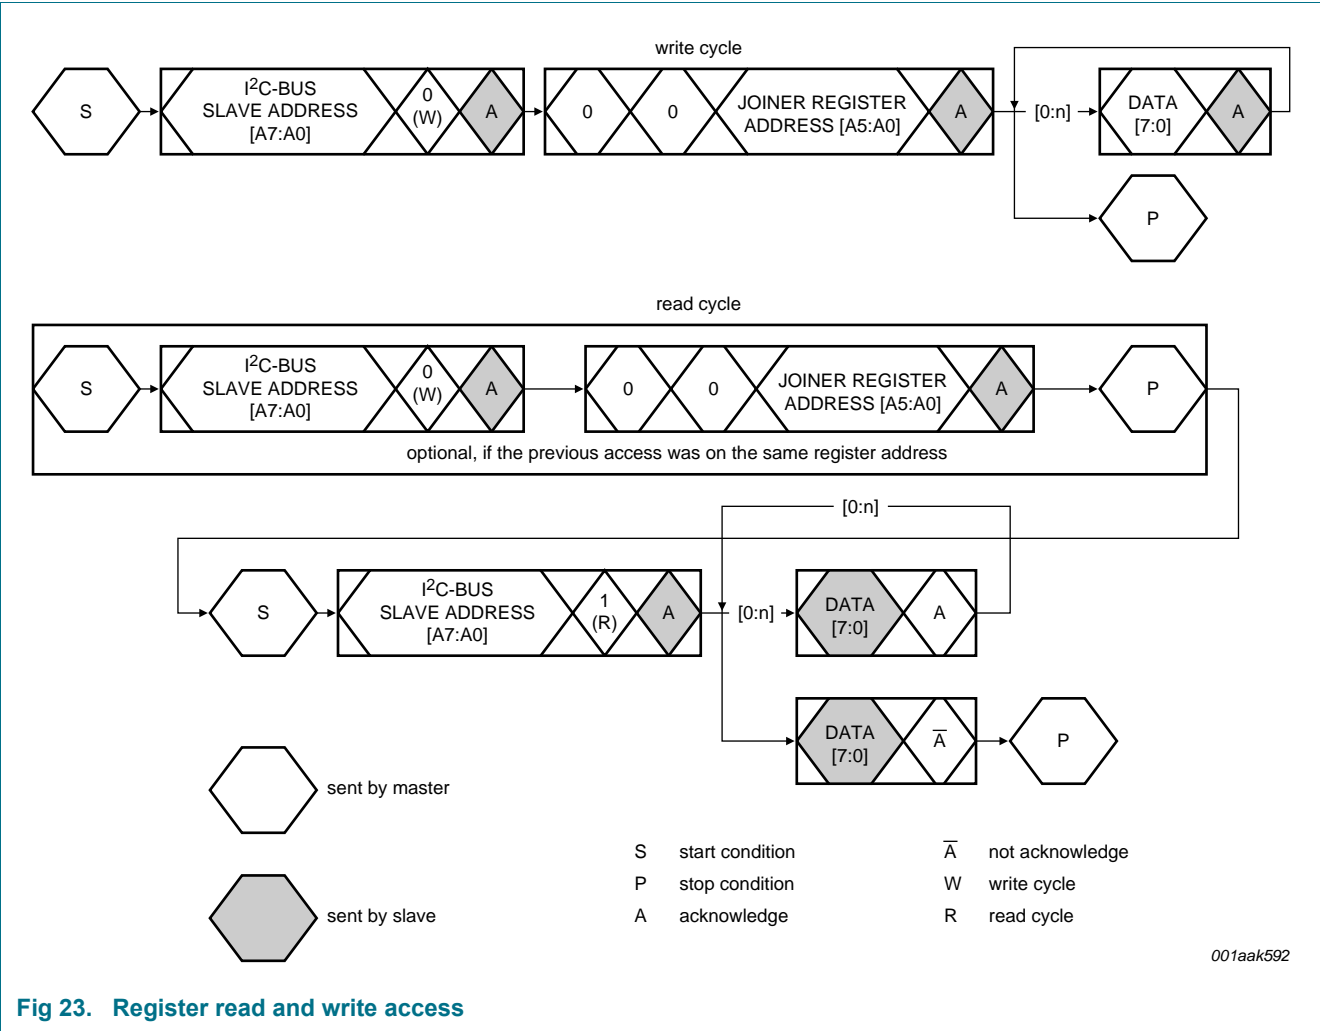 write cycle
S
I2C-BUS
SLAVE ADDRESS
[A7:A0]
0
(W)
A
0
0
JOINER REGISTER
ADDRESS [A5:A0]
A
[0:n]
DATA
[7:0]
A
P
read cycle
S
I2C-BUS
SLAVE ADDRESS
[A7:A0]
0
(W)
A
0
0
JOINER REGISTER
ADDRESS [A5:A0]
A
P
optional, if the previous access was on the same register address
[0:n]
S
I2C-BUS
SLAVE ADDRESS
[A7:A0]
1
(R)
A
[0:n]
DATA
[7:0]
A
DATA
[7:0]
A̅
P
sent by master
sent by slave
S start condition
P stop condition
A acknowledge
A̅ not acknowledge
W write cycle
R read cycle
001aak592
Fig 23. Register read and write access